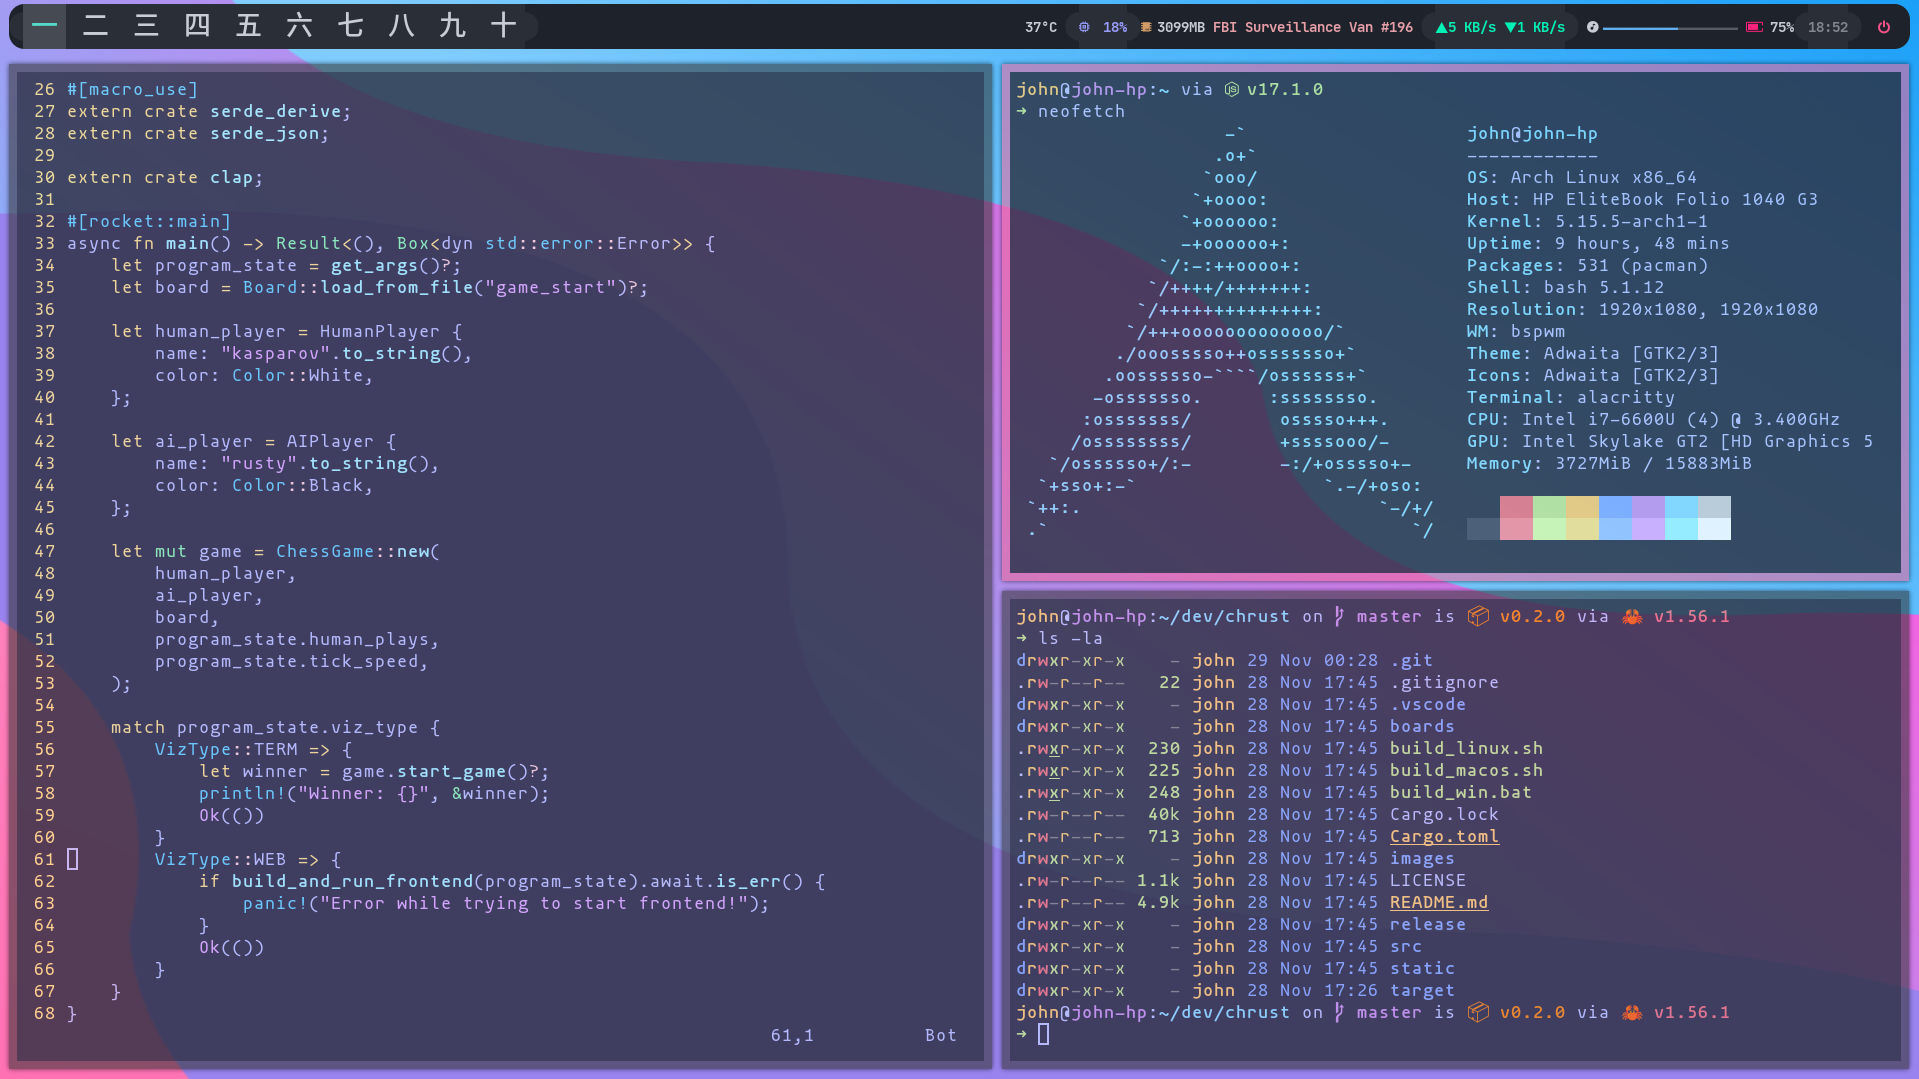 一 二 三 四 五 六 七 八 九 十
37°C 18% 3099MB FBI Surveillance Van #196 ▲5 KB/s ▼1 KB/s 75% 18:52
26 #[macro_use]
27 extern crate serde_derive;
28 extern crate serde_json;
29
30 extern crate clap;
31
32 #[rocket::main]
33 async fn main() -> Result<(), Box<dyn std::error::Error>> {
34     let program_state = get_args()?;
35     let board = Board::load_from_file("game_start")?;
36
37     let human_player = HumanPlayer {
38         name: "kasparov".to_string(),
39         color: Color::White,
40     };
41
42     let ai_player = AIPlayer {
43         name: "rusty".to_string(),
44         color: Color::Black,
45     };
46
47     let mut game = ChessGame::new(
48         human_player,
49         ai_player,
50         board,
51         program_state.human_plays,
52         program_state.tick_speed,
53     );
54
55     match program_state.viz_type {
56         VizType::TERM => {
57             let winner = game.start_game()?;
58             println!("Winner: {}", &winner);
59             Ok(())
60         }
61         VizType::WEB => {
62             if build_and_run_frontend(program_state).await.is_err() {
63                 panic!("Error while trying to start frontend!");
64             }
65             Ok(())
66         }
67     }
68 }
61,1 Bot
john@john-hp:~ via v17.1.0
➜ neofetch
                   -`
                  .o+`
                 `ooo/
                `+oooo:
               `+oooooo:
               -+oooooo+:
             `/:-:++oooo+:
            `/++++/+++++++:
           `/++++++++++++++:
          `/+++ooooooooooooo/`
         ./ooosssso++osssssso+`
        .oossssso-````/ossssss+`
       -osssssso.      :ssssssso.
      :osssssss/        osssso+++.
     /ossssssss/        +ssssooo/-
   `/ossssso+/:-        -:/+osssso+-
  `+sso+:-`                 `.-/+oso:
 `++:.                           `-/+/
 .`                                 `/
john@john-hp
------------
OS: Arch Linux x86_64
Host: HP EliteBook Folio 1040 G3
Kernel: 5.15.5-arch1-1
Uptime: 9 hours, 48 mins
Packages: 531 (pacman)
Shell: bash 5.1.12
Resolution: 1920x1080, 1920x1080
WM: bspwm
Theme: Adwaita [GTK2/3]
Icons: Adwaita [GTK2/3]
Terminal: alacritty
CPU: Intel i7-6600U (4) @ 3.400GHz
GPU: Intel Skylake GT2 [HD Graphics 5
Memory: 3727MiB / 15883MiB
john@john-hp:~/dev/chrust on master is 📦 v0.2.0 via 🦀 v1.56.1
➜ ls -la
drwxr-xr-x    - john 29 Nov 00:28 .git
.rw-r--r--   22 john 28 Nov 17:45 .gitignore
drwxr-xr-x    - john 28 Nov 17:45 .vscode
drwxr-xr-x    - john 28 Nov 17:45 boards
.rwxr-xr-x  230 john 28 Nov 17:45 build_linux.sh
.rwxr-xr-x  225 john 28 Nov 17:45 build_macos.sh
.rwxr-xr-x  248 john 28 Nov 17:45 build_win.bat
.rw-r--r--  40k john 28 Nov 17:45 Cargo.lock
.rw-r--r--  713 john 28 Nov 17:45 Cargo.toml
drwxr-xr-x    - john 28 Nov 17:45 images
.rw-r--r-- 1.1k john 28 Nov 17:45 LICENSE
.rw-r--r-- 4.9k john 28 Nov 17:45 README.md
drwxr-xr-x    - john 28 Nov 17:45 release
drwxr-xr-x    - john 28 Nov 17:45 src
drwxr-xr-x    - john 28 Nov 17:45 static
drwxr-xr-x    - john 28 Nov 17:26 target
john@john-hp:~/dev/chrust on master is 📦 v0.2.0 via 🦀 v1.56.1
➜